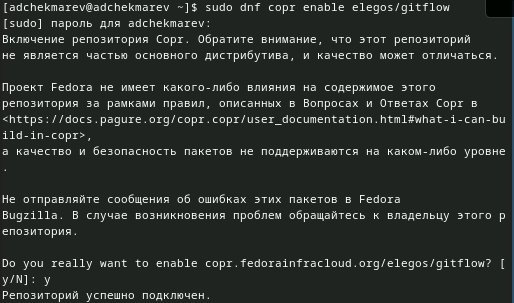 [adchekmarev@adchekmarev ~]$ sudo dnf copr enable elegos/gitflow
[sudo] пароль для adchekmarev:
Включение репозитория Copr. Обратите внимание, что этот репозиторий
не является частью основного дистрибутива, и качество может отличаться.
Проект Fedora не имеет какого-либо влияния на содержимое этого
репозитория за рамками правил, описанных в Вопросах и Ответах Copr в
<https://docs.pagure.org/copr.copr/user_documentation.html#what-i-can-bu
ild-in-copr>,
а качество и безопасность пакетов не поддерживаются на каком-либо уровне
.
Не отправляйте сообщения об ошибках этих пакетов в Fedora
Bugzilla. В случае возникновения проблем обращайтесь к владельцу этого р
епозитория.
Do you really want to enable copr.fedorainfracloud.org/elegos/gitflow? [
y/N]: y
Репозиторий успешно подключен.